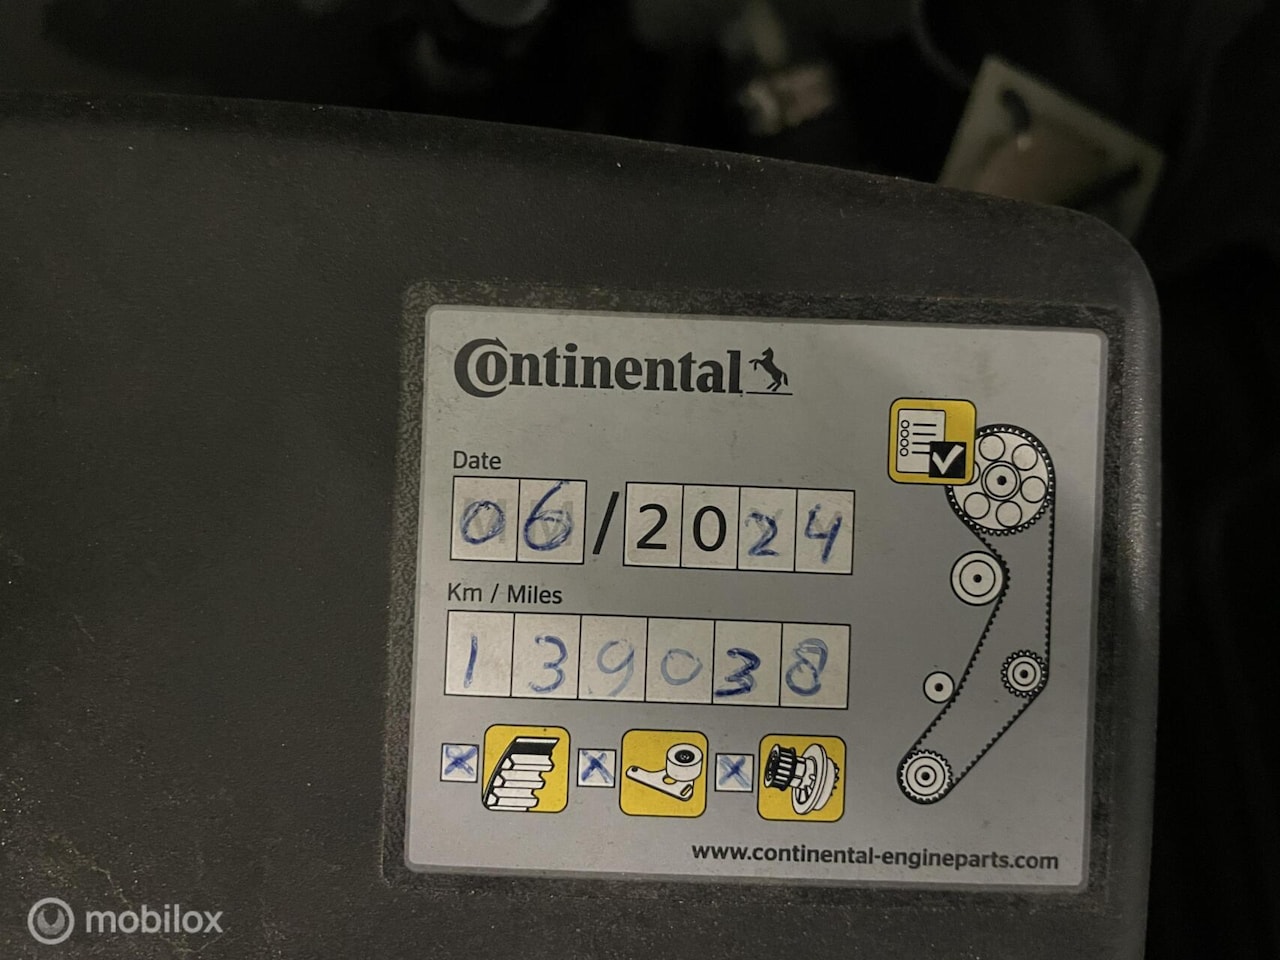 Continental
Date
06/2024
Km / Miles
139038
www.continental-engineparts.com
mobilox